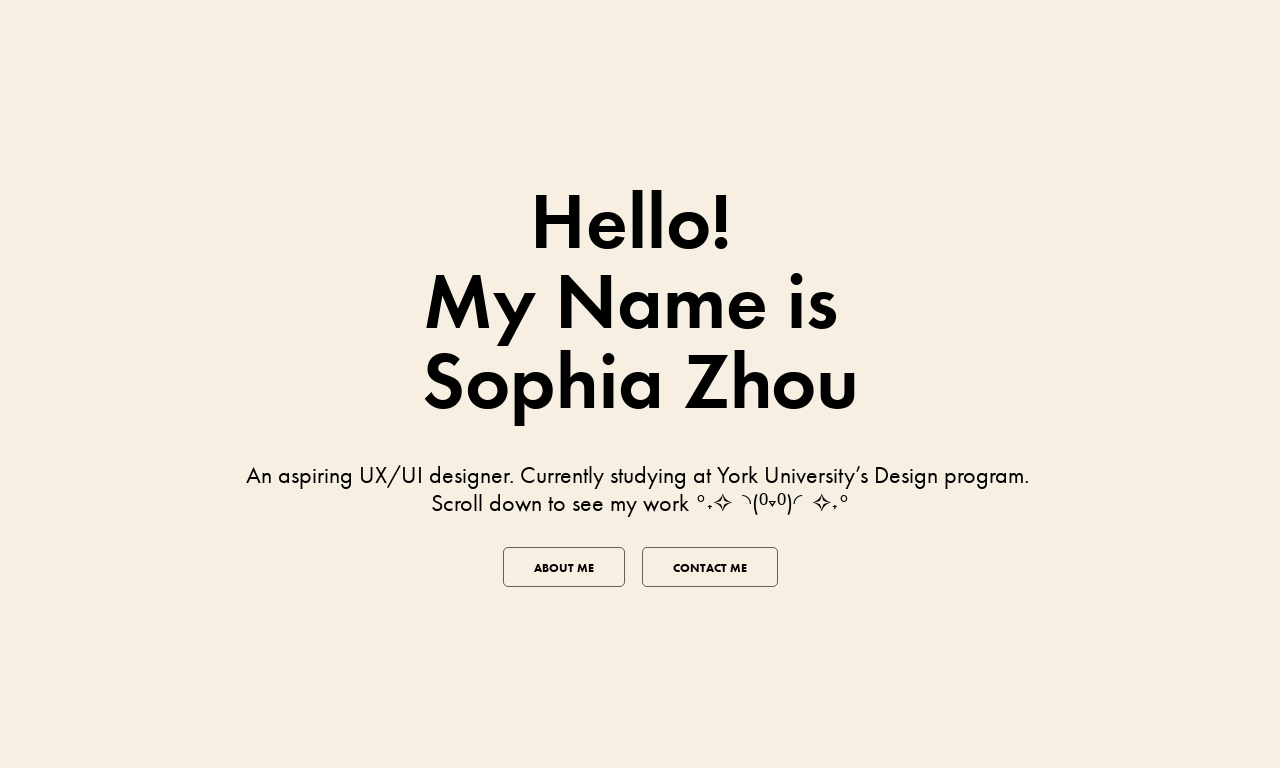 Hello!
My Name is
Sophia Zhou
An aspiring UX/UI designer. Currently studying at York University’s Design program.
Scroll down to see my work °˖✧◝(⁰▿⁰)◜✧˖°
ABOUT ME
CONTACT ME